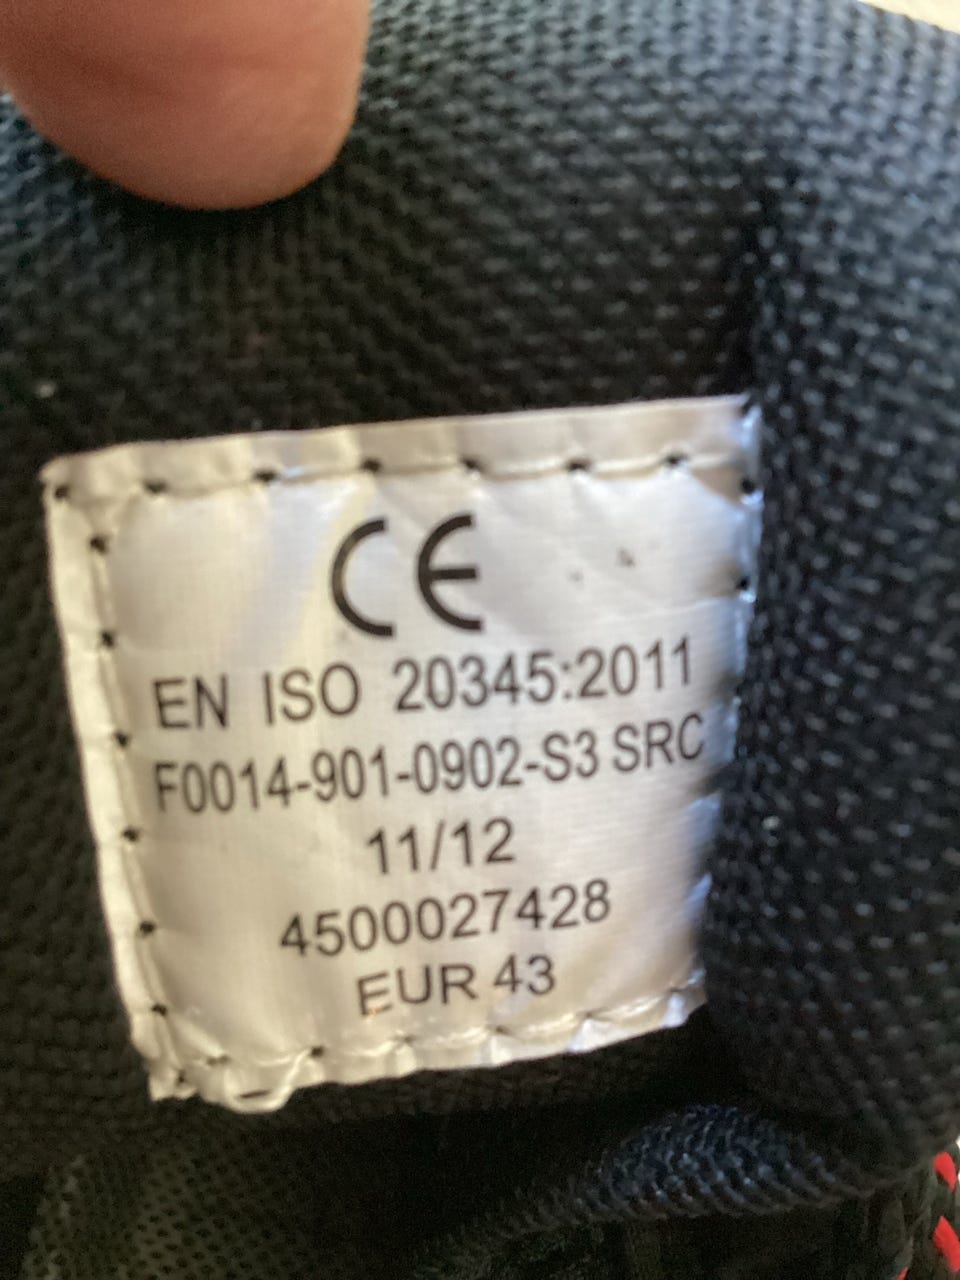 CE
EN ISO 20345:2011
F0014-901-0902-S3 SRC
11/12
4500027428
EUR 43